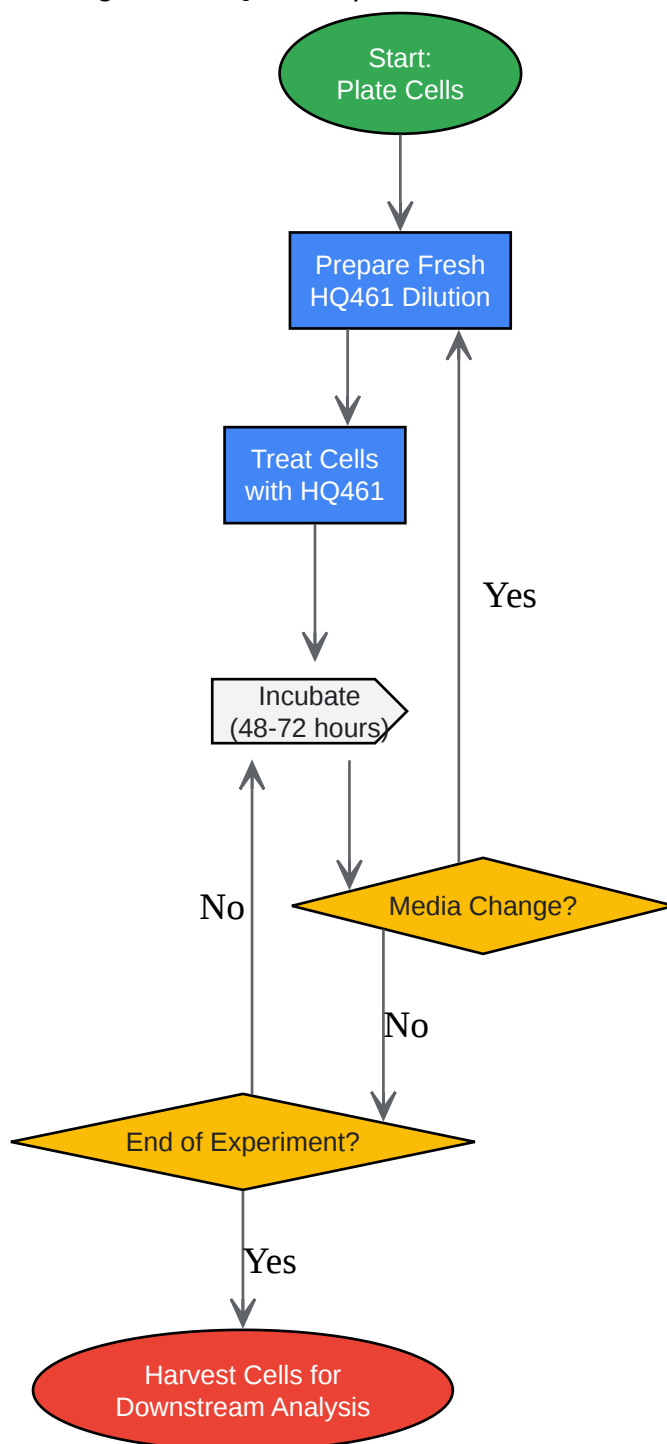 Start:
Plate Cells
Prepare Fresh
HQ461 Dilution
Treat Cells
with HQ461
Yes
Incubate
(48-72 hours)
No
Media Change?
No
End of Experiment?
Yes
Harvest Cells for
Downstream Analysis